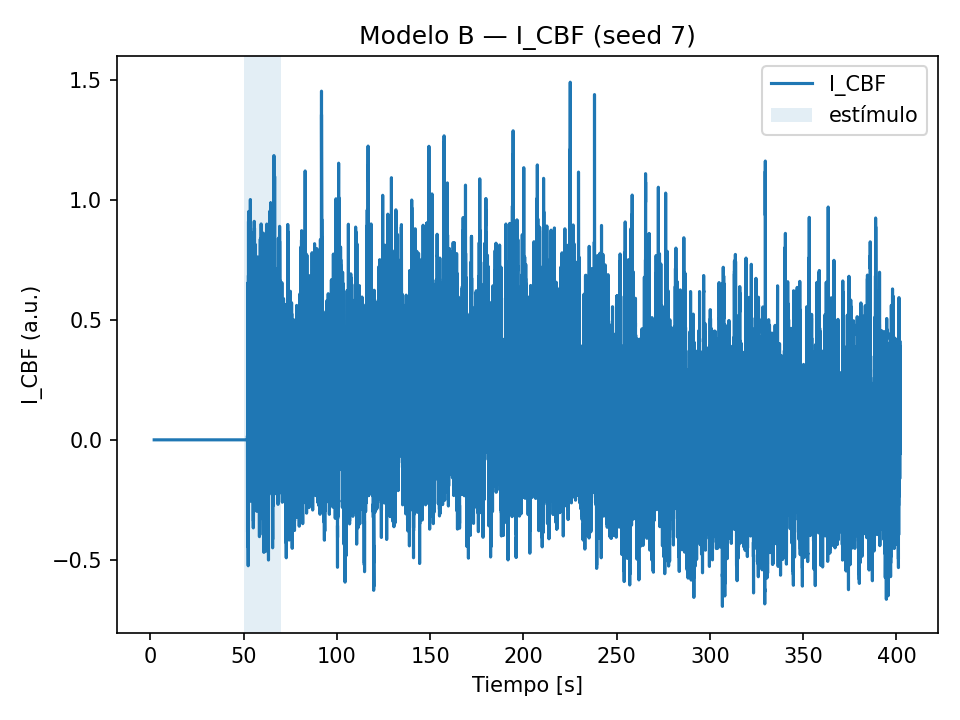 Modelo B — I_CBF (seed 7)
I_CBF
estímulo
I_CBF (a.u.)
1.5
1.0
0.5
0.0
−0.5
0 50 100 150 200 250 300 350 400
Tiempo [s]